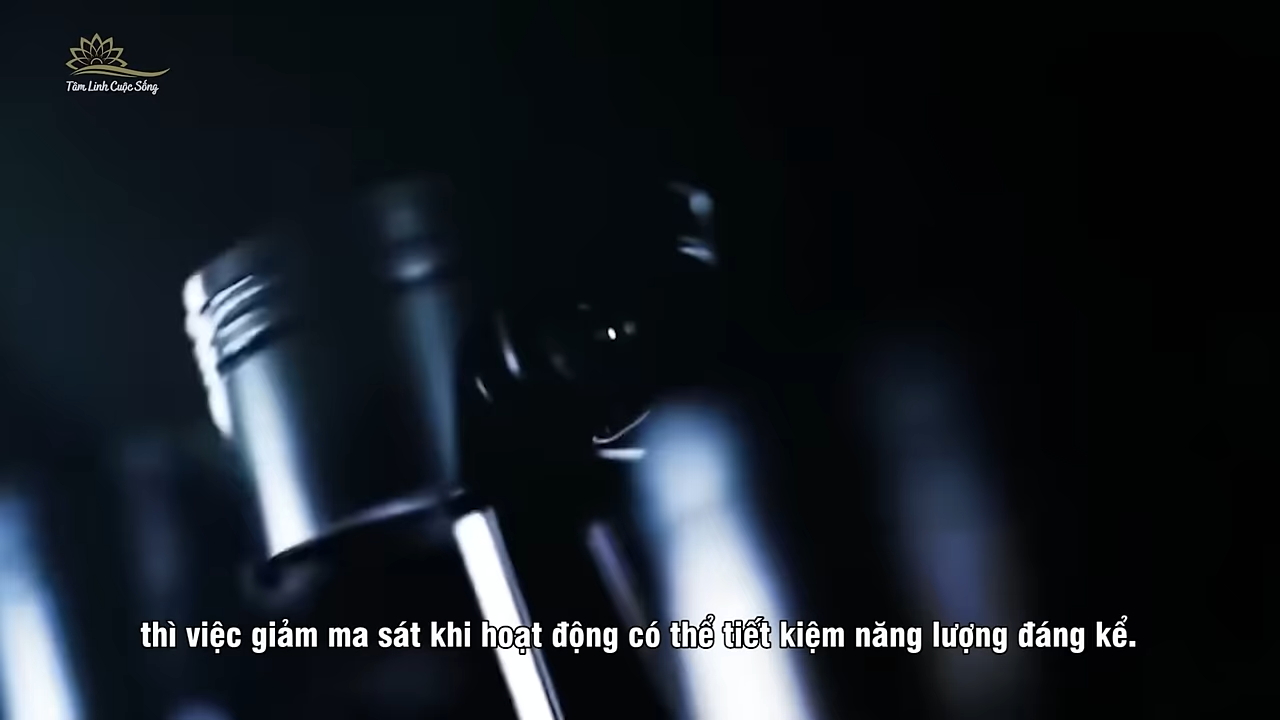 Tâm Linh Cuộc Sống
thì việc giảm ma sát khi hoạt động có thể tiết kiệm năng lượng đáng kể.